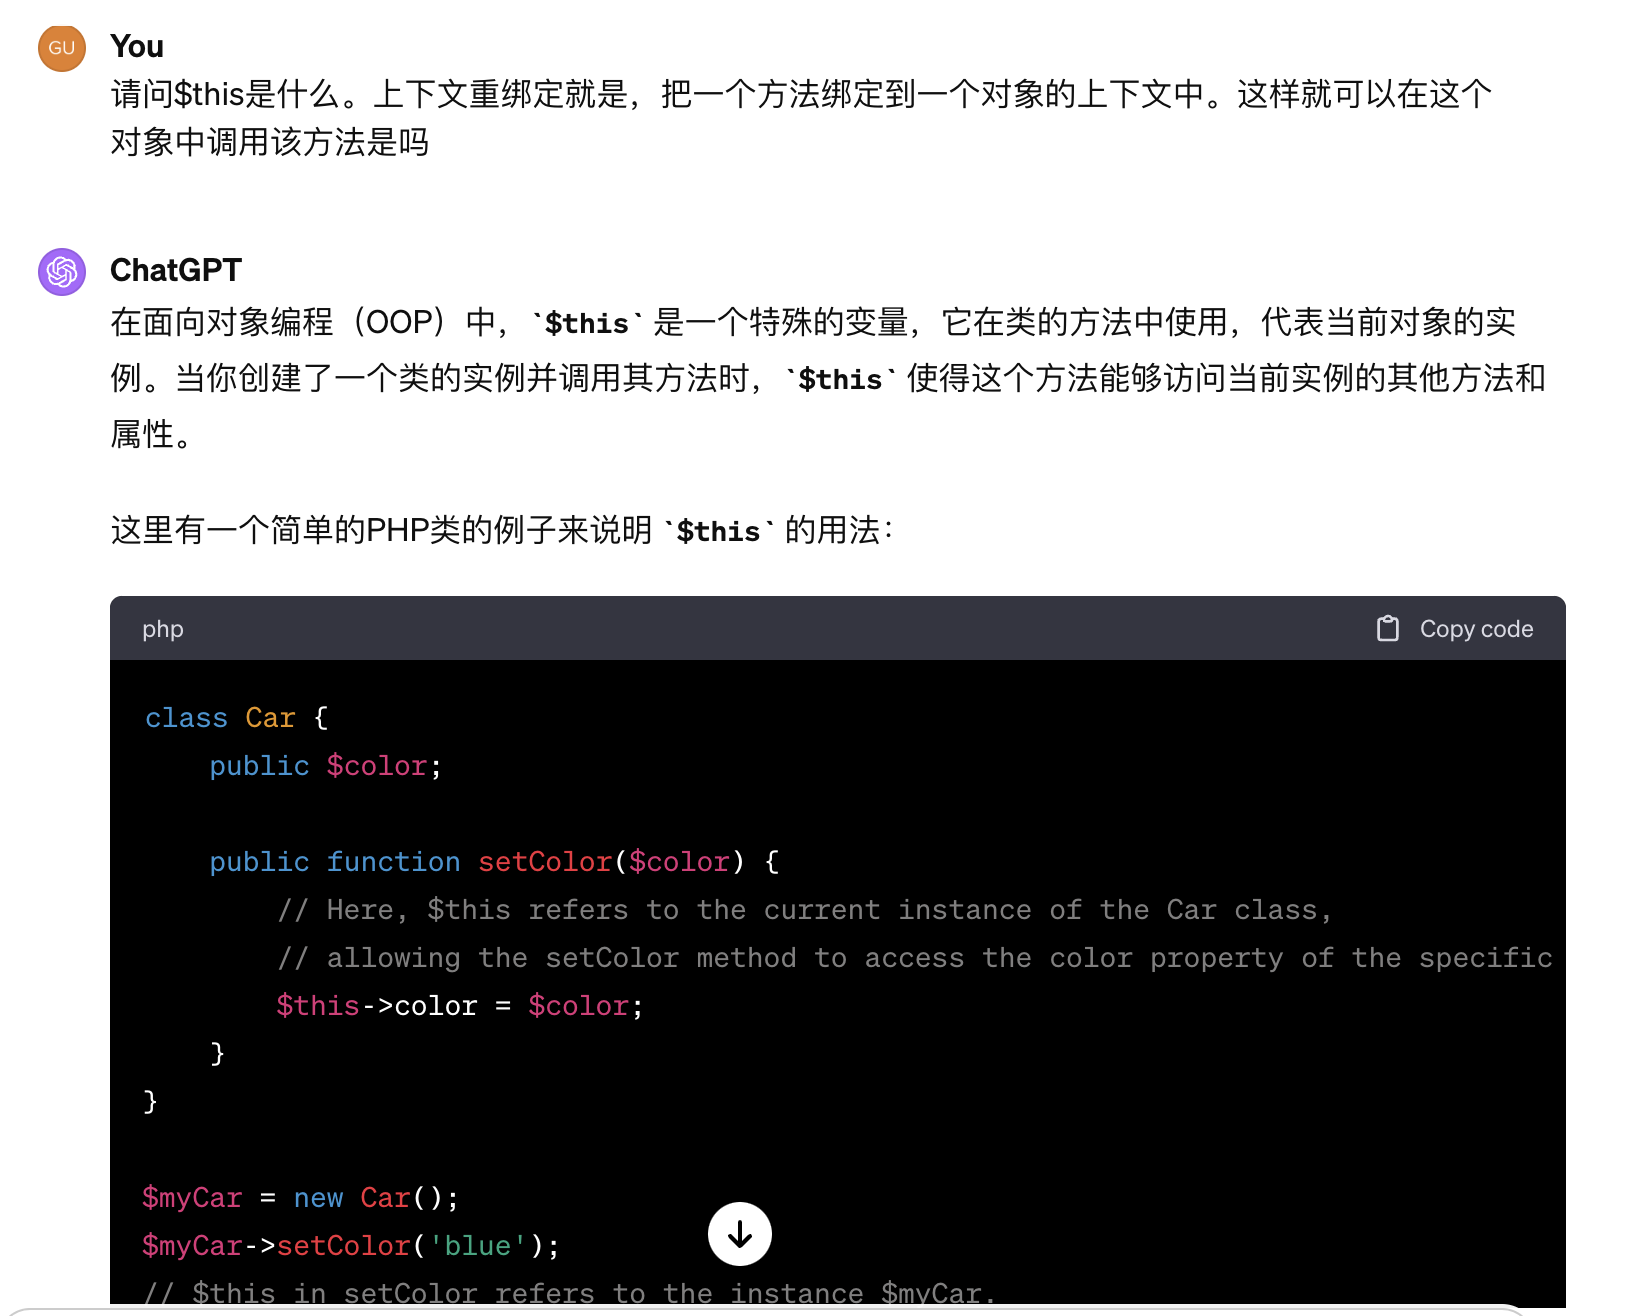 GU
You
请问$this是什么。上下文重绑定就是，把一个方法绑定到一个对象的上下文中。这样就可以在这个
对象中调用该方法是吗
ChatGPT
在面向对象编程（OOP）中，`$this` 是一个特殊的变量，它在类的方法中使用，代表当前对象的实
例。当你创建了一个类的实例并调用其方法时，`$this` 使得这个方法能够访问当前实例的其他方法和
属性。
这里有一个简单的PHP类的例子来说明 `$this` 的用法：
php Copy code
class Car {
    public $color;
    public function setColor($color) {
        // Here, $this refers to the current instance of the Car class,
        // allowing the setColor method to access the color property of the specific
        $this->color = $color;
    }
}
$myCar = new Car();
$myCar->setColor('blue');
// $this in setColor refers to the instance $myCar.